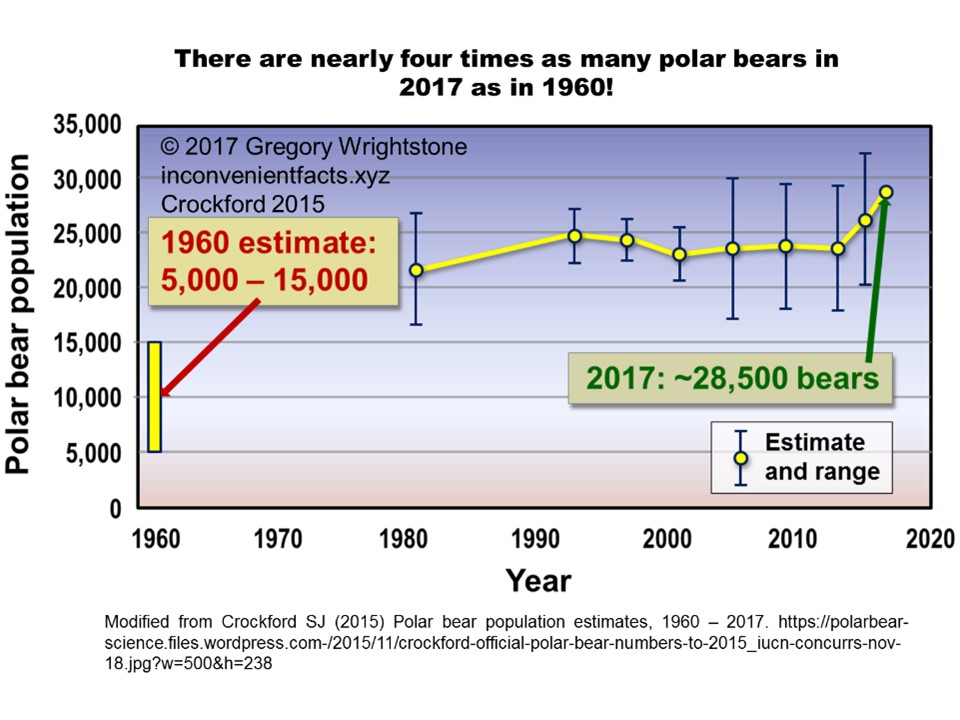 There are nearly four times as many polar bears in
2017 as in 1960!
35,000
30,000
25,000
20,000
15,000
10,000
5,000
0
Polar bear population
© 2017 Gregory Wrightstone
inconvenientfacts.xyz
Crockford 2015
1960 estimate:
5,000 – 15,000
2017: ~28,500 bears
Estimate
and range
1960 1970 1980 1990 2000 2010 2020
Year
Modified from Crockford SJ (2015) Polar bear population estimates, 1960 – 2017. https://polarbear-
science.files.wordpress.com-/2015/11/crockford-official-polar-bear-numbers-to-2015_iucn-concurrs-nov-
18.jpg?w=500&h=238